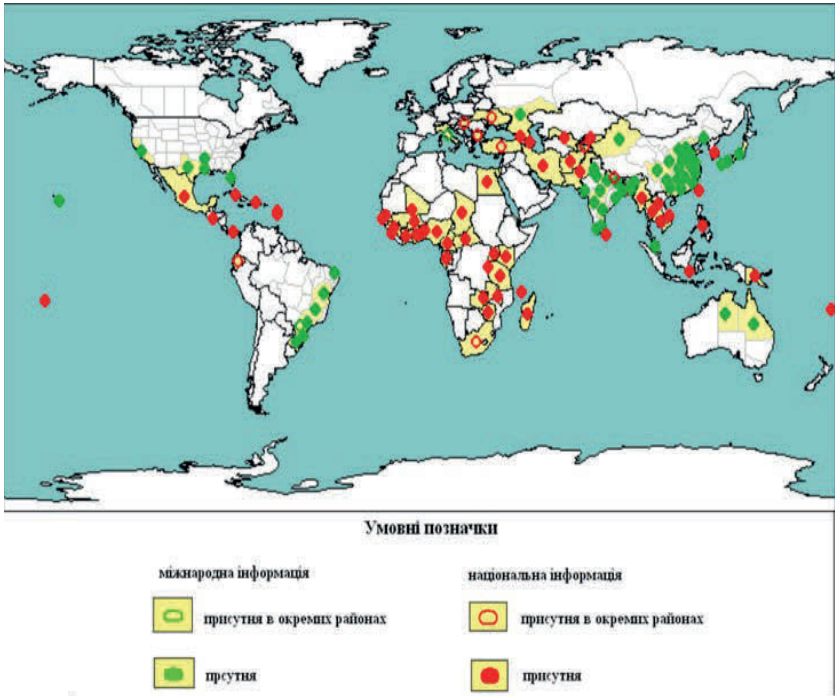 Умовні позначки
міжнародна інформація
національна інформація
присутня в окремих районах
присутня в окремих районах
прсутня
присутня